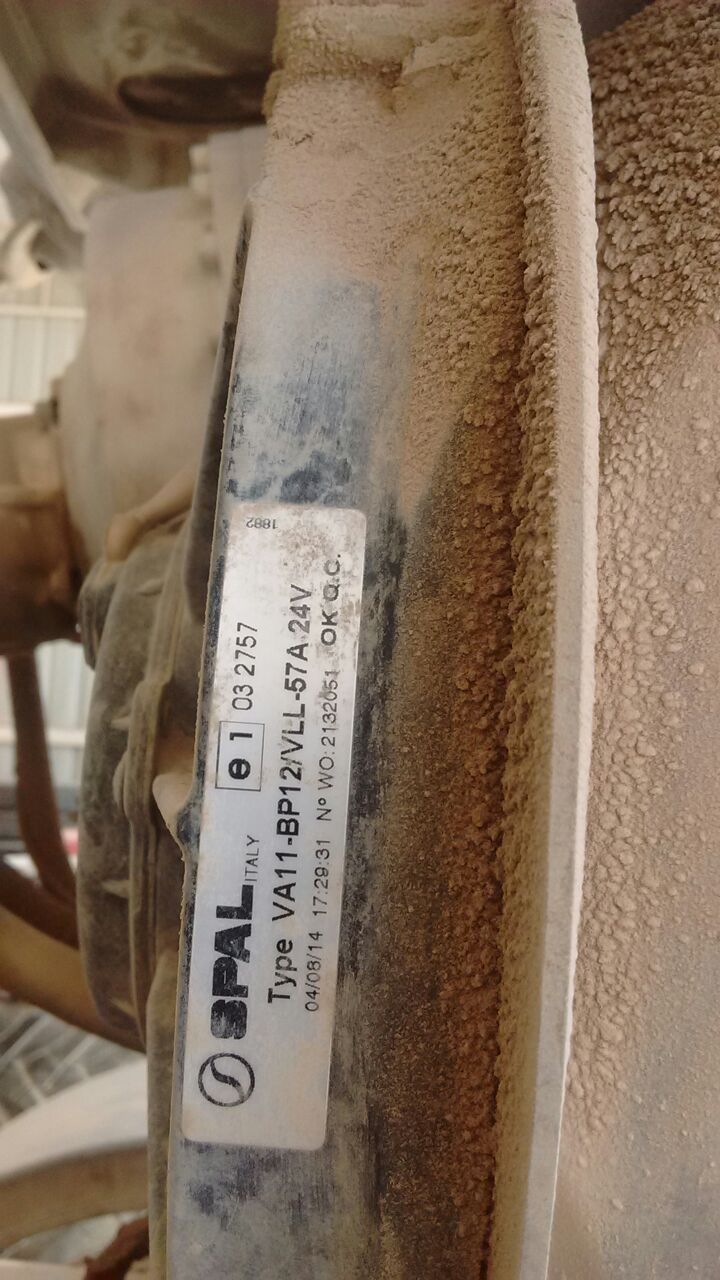 SPAL ITALY e 1 03 2757
Type VA11-BP12/VLL-57A 24V
04/08/14 17:29:31 N° WO: 2132051 OK Q.C.
1882